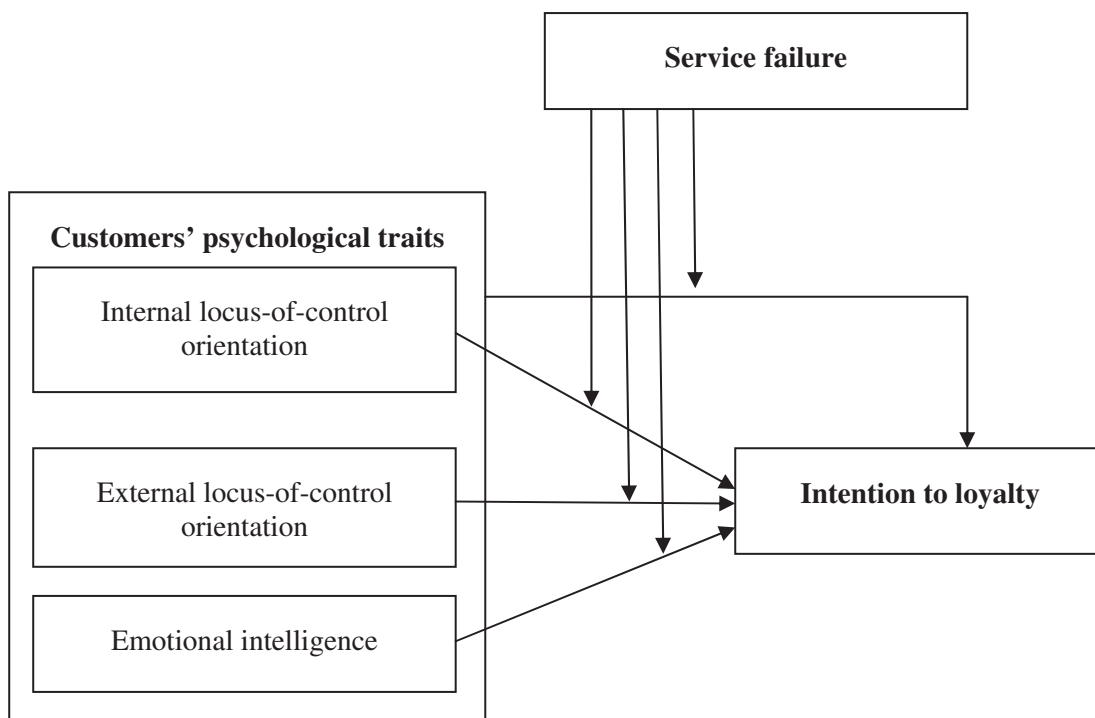 Service failure
Customers’ psychological traits
Internal locus-of-control
orientation
External locus-of-control
orientation
Intention to loyalty
Emotional intelligence